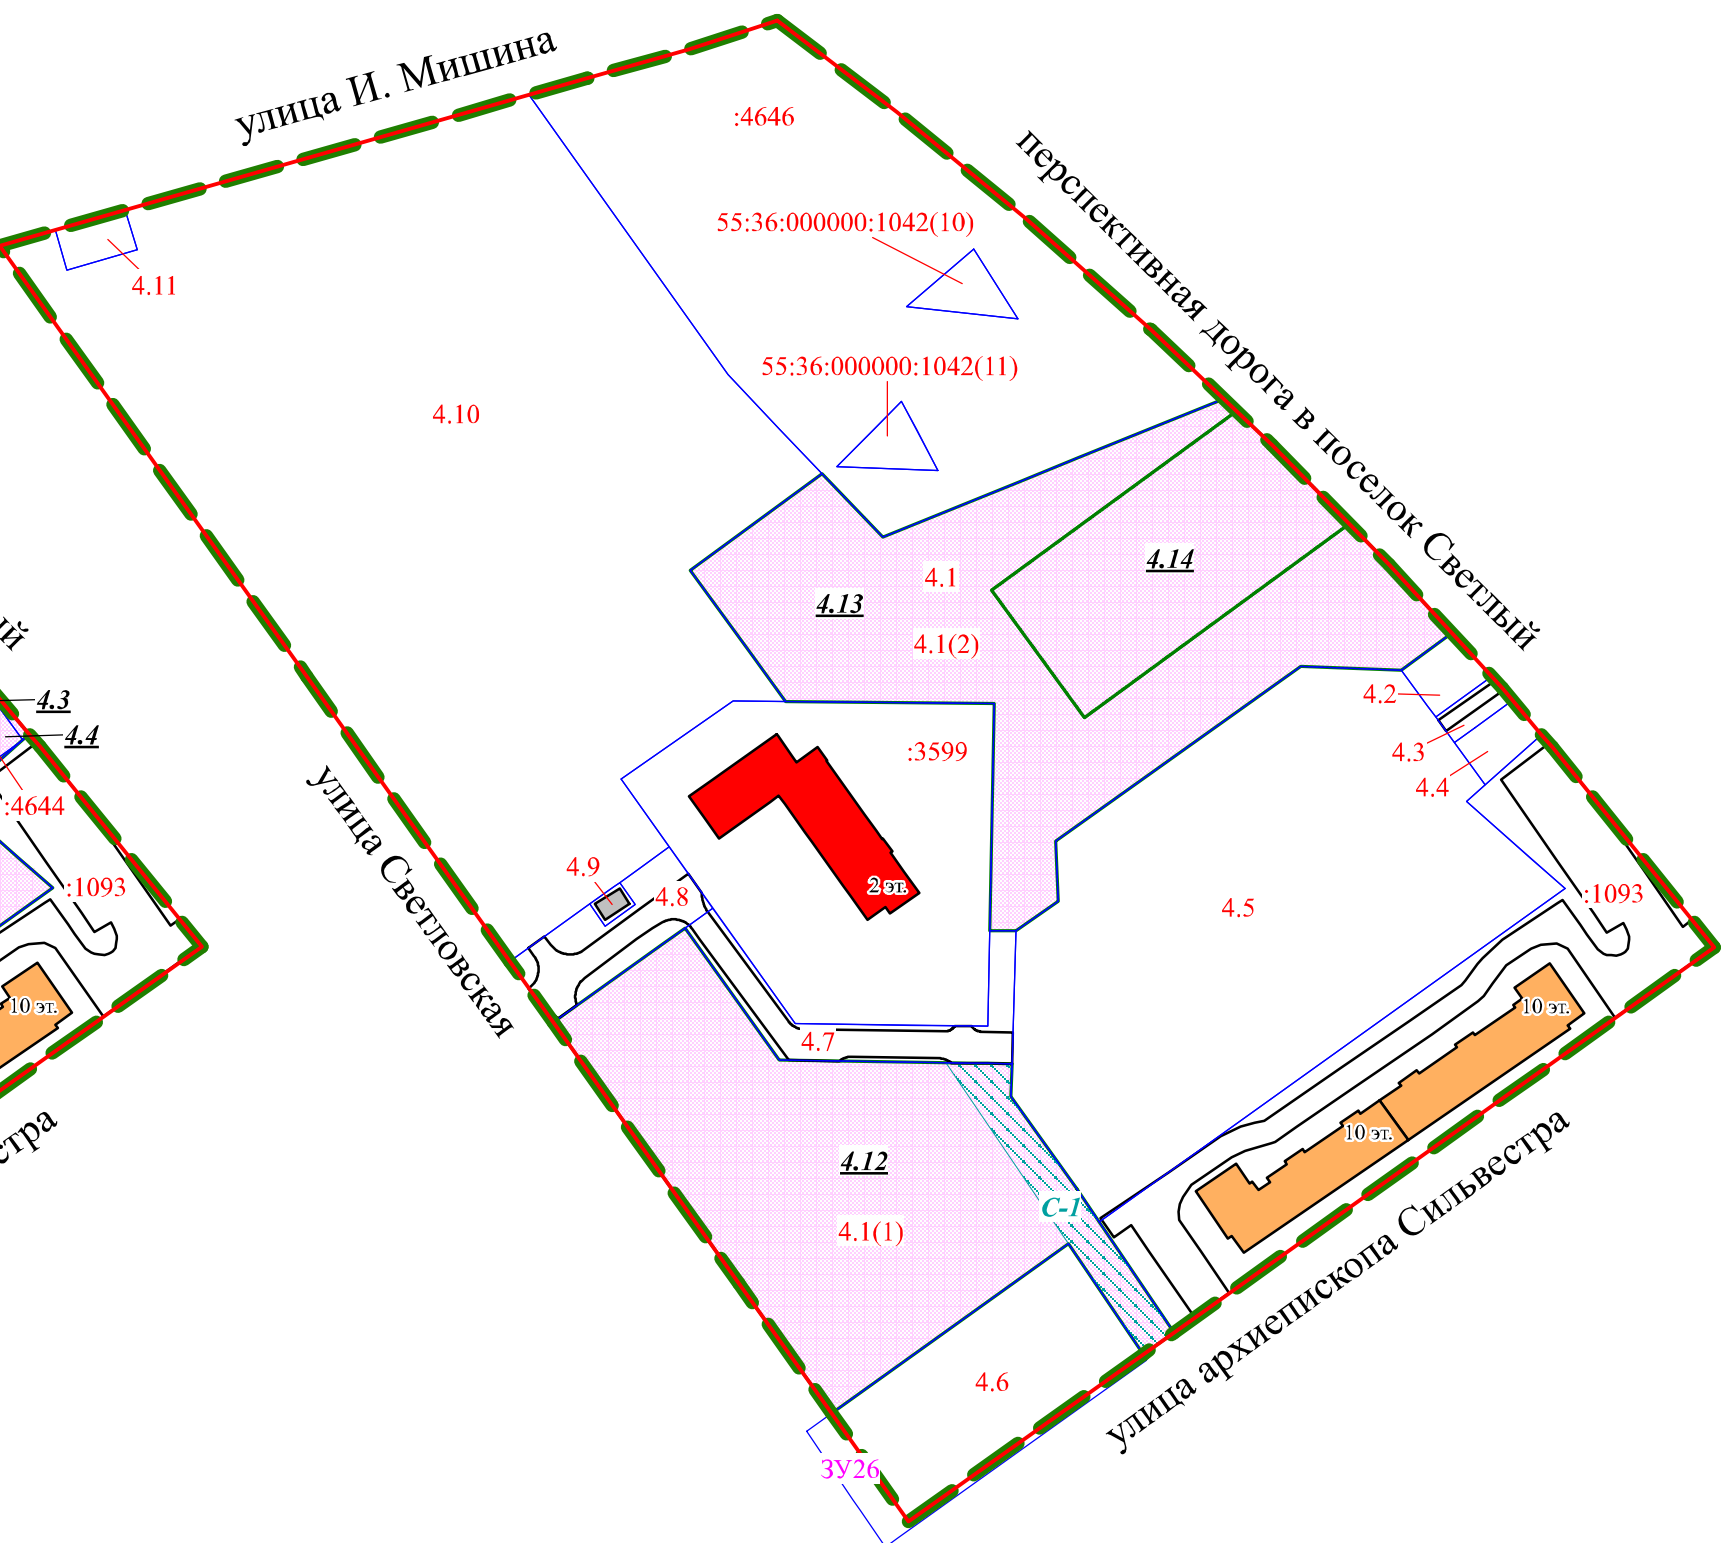 улица И. Мишина
:4646
перспективная дорога в поселок Светлый
55:36:000000:1042(10)
4.11
55:36:000000:1042(11)
4.10
4.14
4.1
4.13
ый
4.1(2)
4.2
4.3
4.3
4.4
:3599
4.4
:4644
улица Светловская
4.9
2 эт.
4.8
:1093
:1093
4.5
10 эт.
10 эт.
4.7
естра
10 эт.
4.12
С-1
4.1(1)
улица архиепископа Сильвестра
4.6
ЗУ26